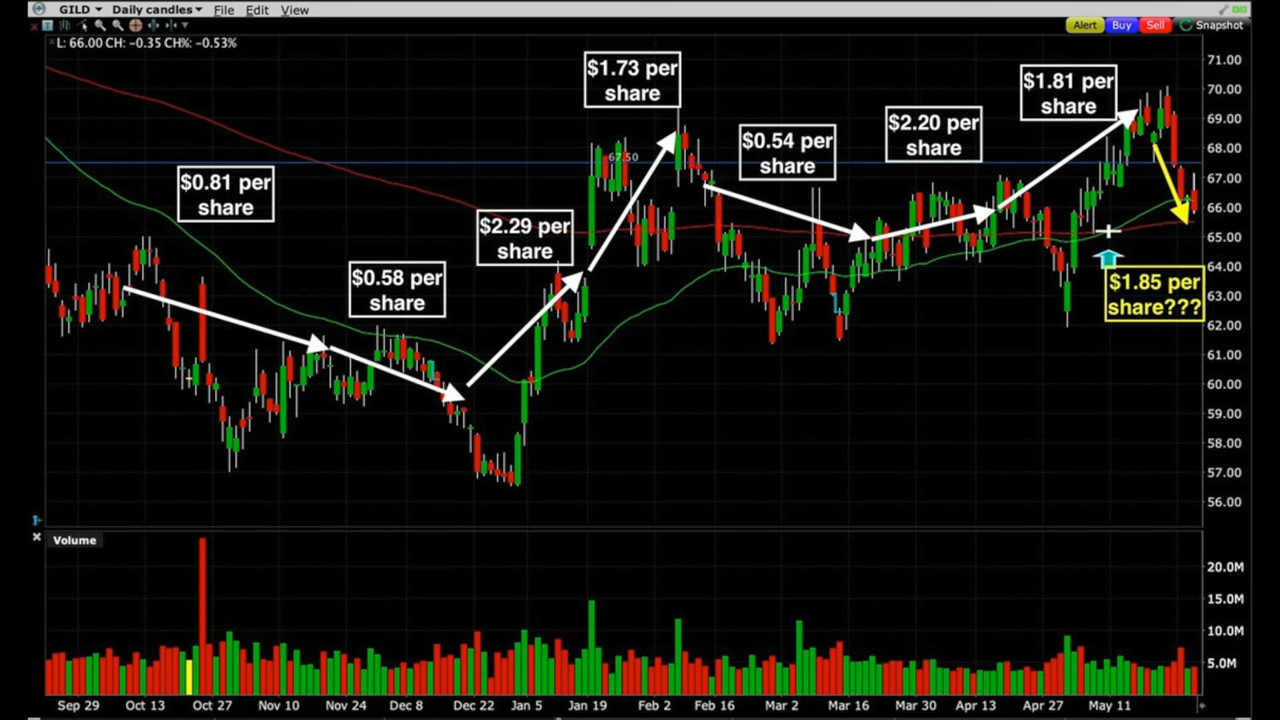 GILD Daily candles File Edit View
Alert Buy Sell Snapshot
L: 66.00 CH: -0.35 CH%: -0.53%
$0.81 per
share
$0.58 per
share
$2.29 per
share
$1.73 per
share
67.50
$0.54 per
share
$2.20 per
share
$1.81 per
share
$1.85 per
share???
71.00
70.00
69.00
68.00
67.00
66.00
65.00
64.00
63.00
62.00
61.00
60.00
59.00
58.00
57.00
56.00
Volume
20.0M
15.0M
10.0M
5.0M
Sep 29 Oct 13 Oct 27 Nov 10 Nov 24 Dec 8 Dec 22 Jan 5 Jan 19 Feb 2 Feb 16 Mar 2 Mar 16 Mar 30 Apr 13 Apr 27 May 11